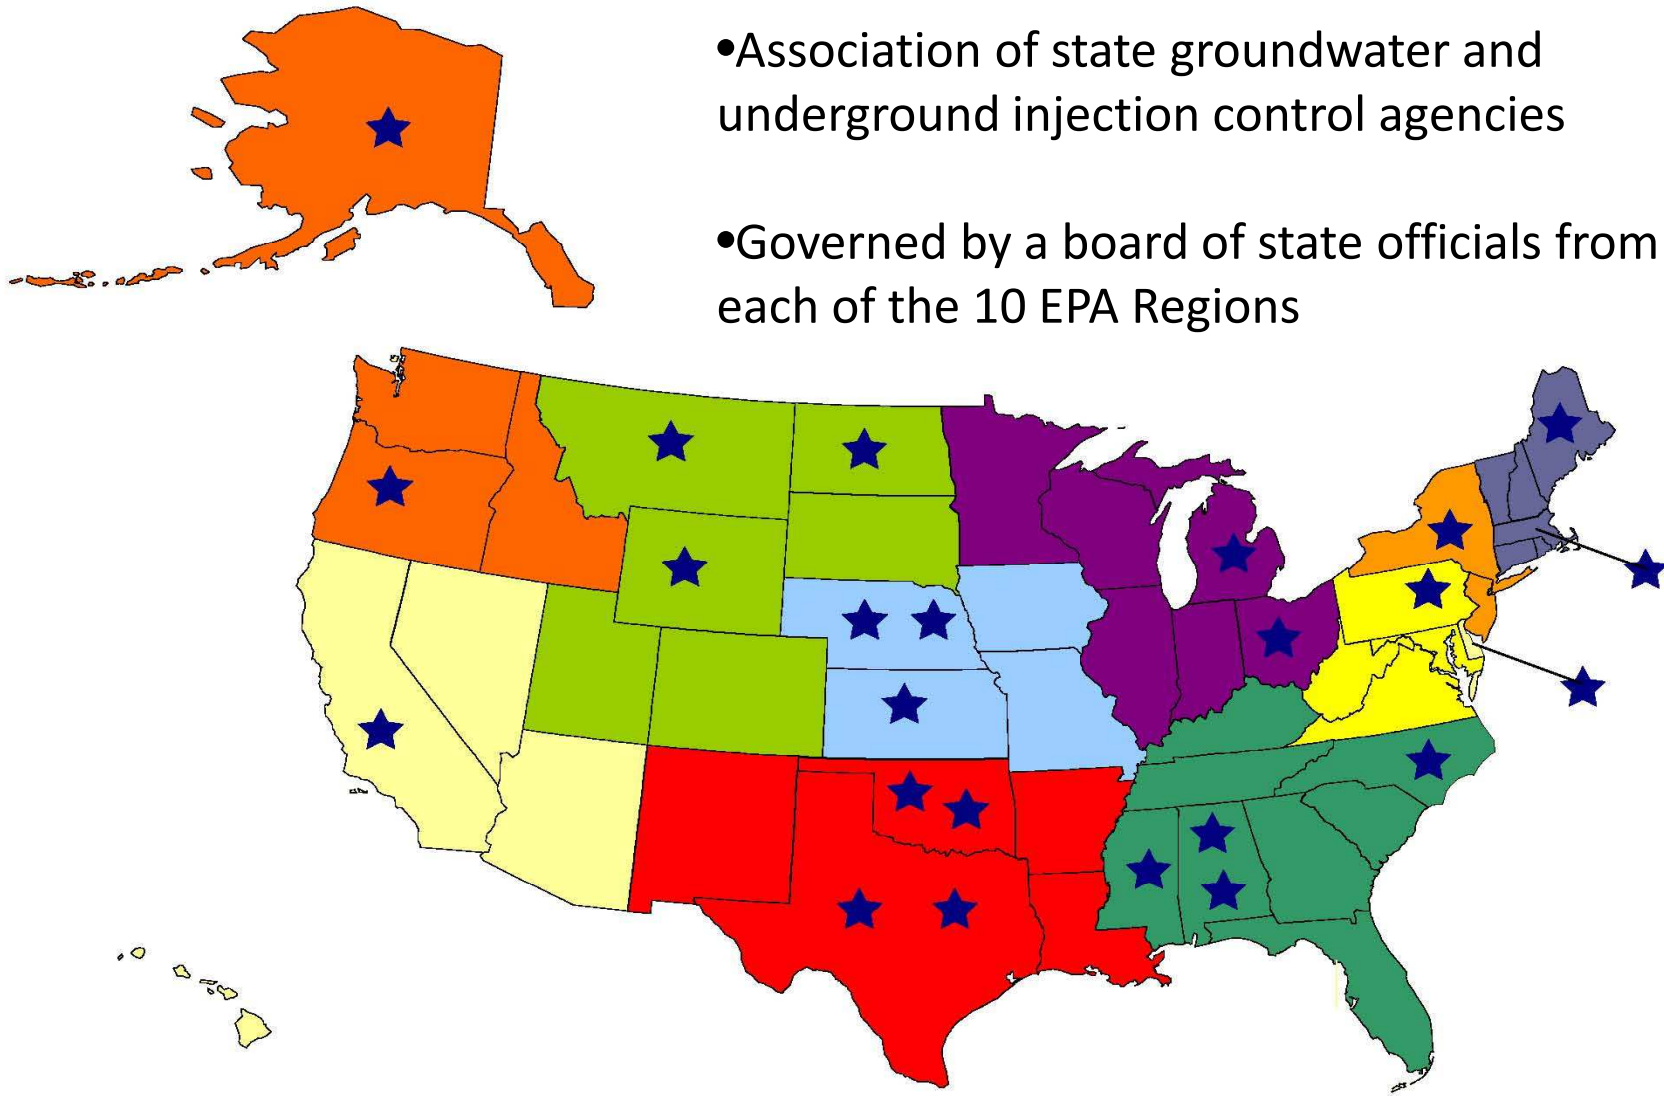 •Association of state groundwater and
underground injection control agencies
•Governed by a board of state officials from
each of the 10 EPA Regions